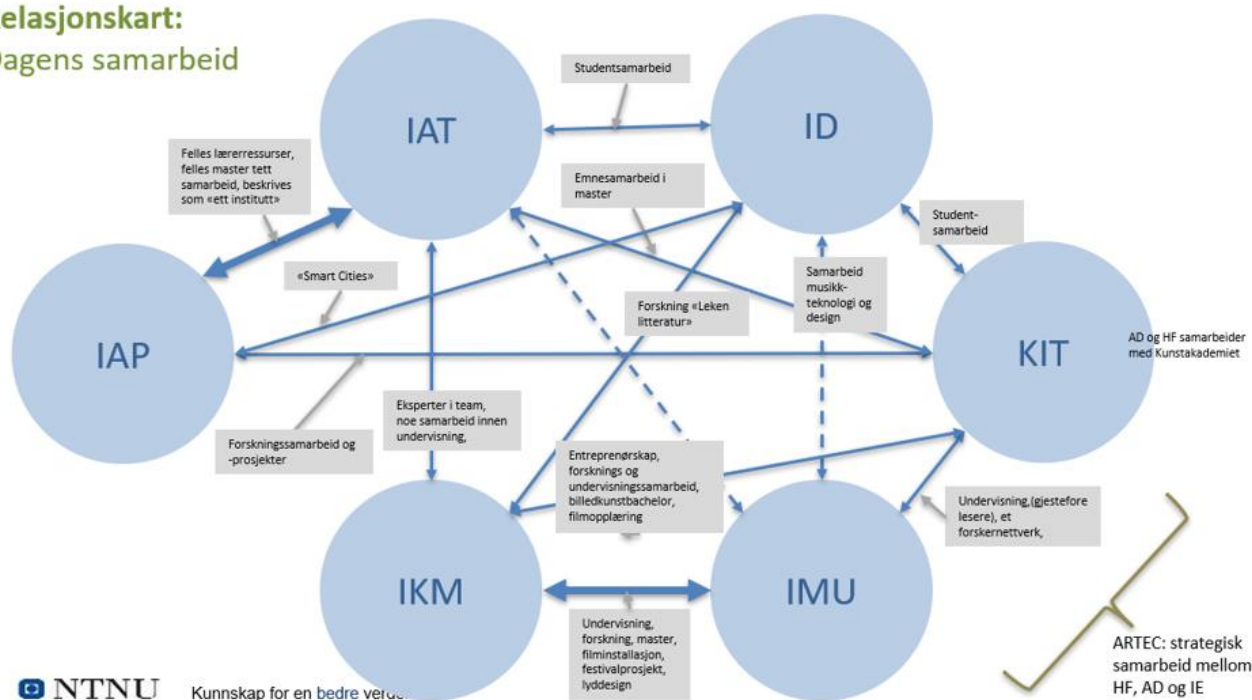 elasjonskart:
Dagens samarbeid
IAT
ID
Studentsamarbeid
Felles lærerressurser,
felles master tett
samarbeid, beskrives
som «ett institutt»
Emnesamarbeid i
master
Student-
samarbeid
«Smart Cities»
Samarbeid
musikk-
teknologi og
design
Forskning «Leken
litteratur»
IAP
KIT
AD og HF samarbeider
med Kunstakademiet
Eksperter i team,
noe samarbeid innen
undervisning,
Forskningssamarbeid og
-prosjekter
Entreprenørskap,
forsknings og
undervisningssamarbeid,
billedkunstbachelor,
filmopplæring
Undervisning,(gjestefore
lesere), et
forskernettverk,
IKM
IMU
Undervisning,
forskning, master,
filminstallasjon,
festivalprosjekt,
lyddesign
ARTEC: strategisk
samarbeid mellom
HF, AD og IE
NTNU
Kunnskap for en bedre verde